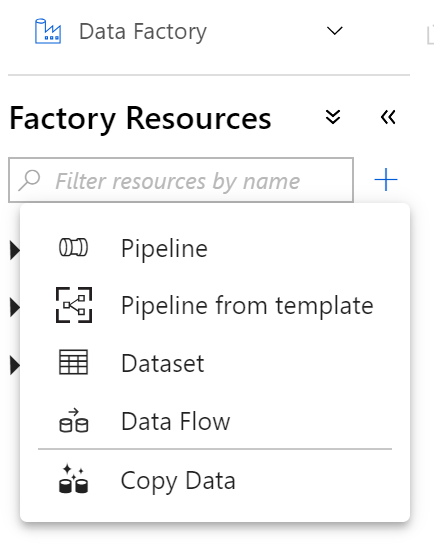 Data Factory
Factory Resources
Filter resources by name
Pipeline
Pipeline from template
Dataset
Data Flow
Copy Data